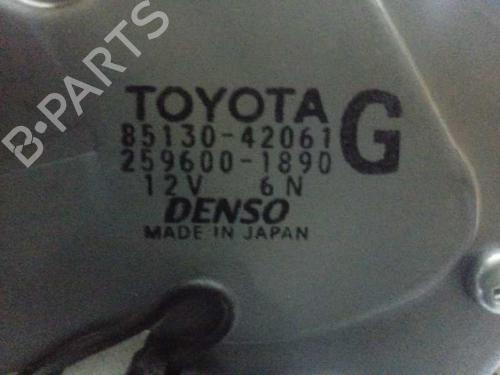 B-PARTS
TOYOTA
85130-42061 G
259600-1890
12V 6N
DENSO
MADE IN JAPAN